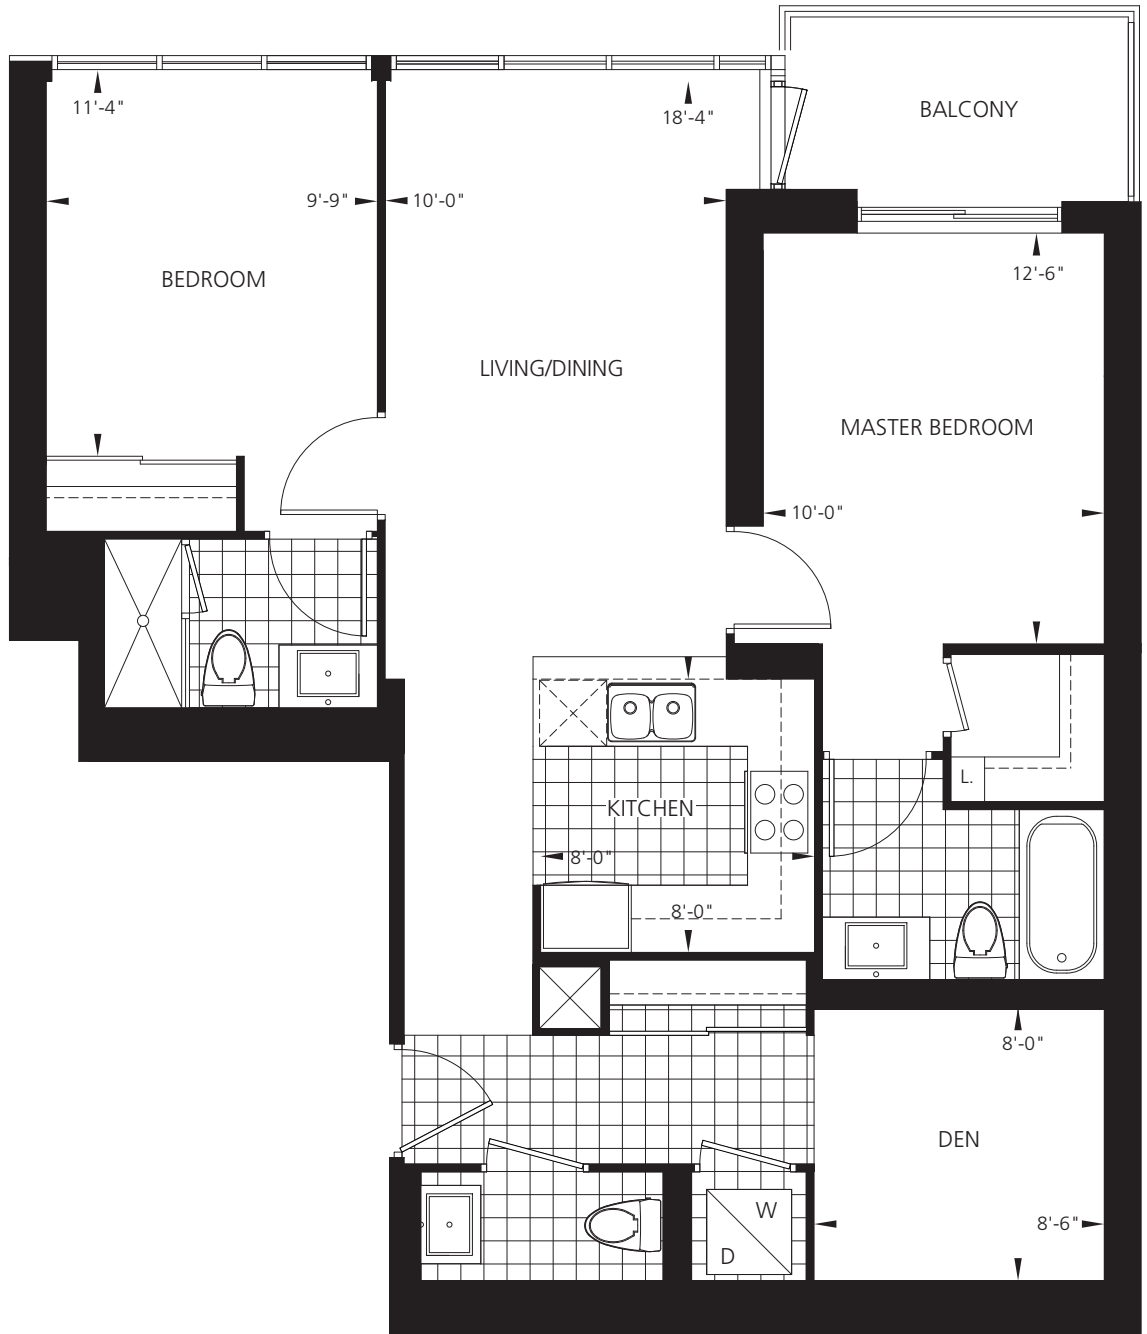 11'-4"
18'-4"
BALCONY
9'-9"
10'-0"
12'-6"
BEDROOM
LIVING/DINING
MASTER BEDROOM
10'-0"
L.
KITCHEN
8'-0"
8'-0"
8'-0"
DEN
W
8'-6"
D